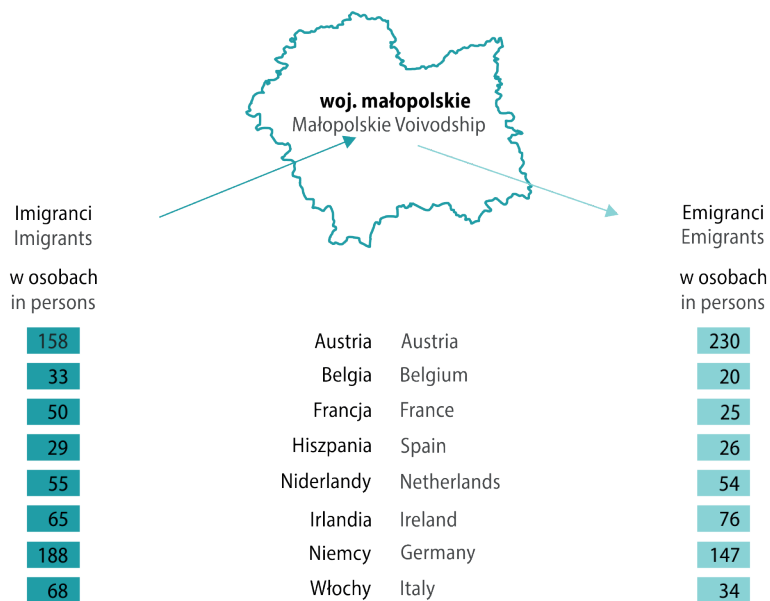 woj. małopolskie
Małopolskie Voivodship
Imigranci
Imigrants
Emigranci
Emigrants
w osobach
in persons
w osobach
in persons
158 Austria Austria 230
33 Belgia Belgium 20
50 Francja France 25
29 Hiszpania Spain 26
55 Niderlandy Netherlands 54
65 Irlandia Ireland 76
188 Niemcy Germany 147
68 Włochy Italy 34